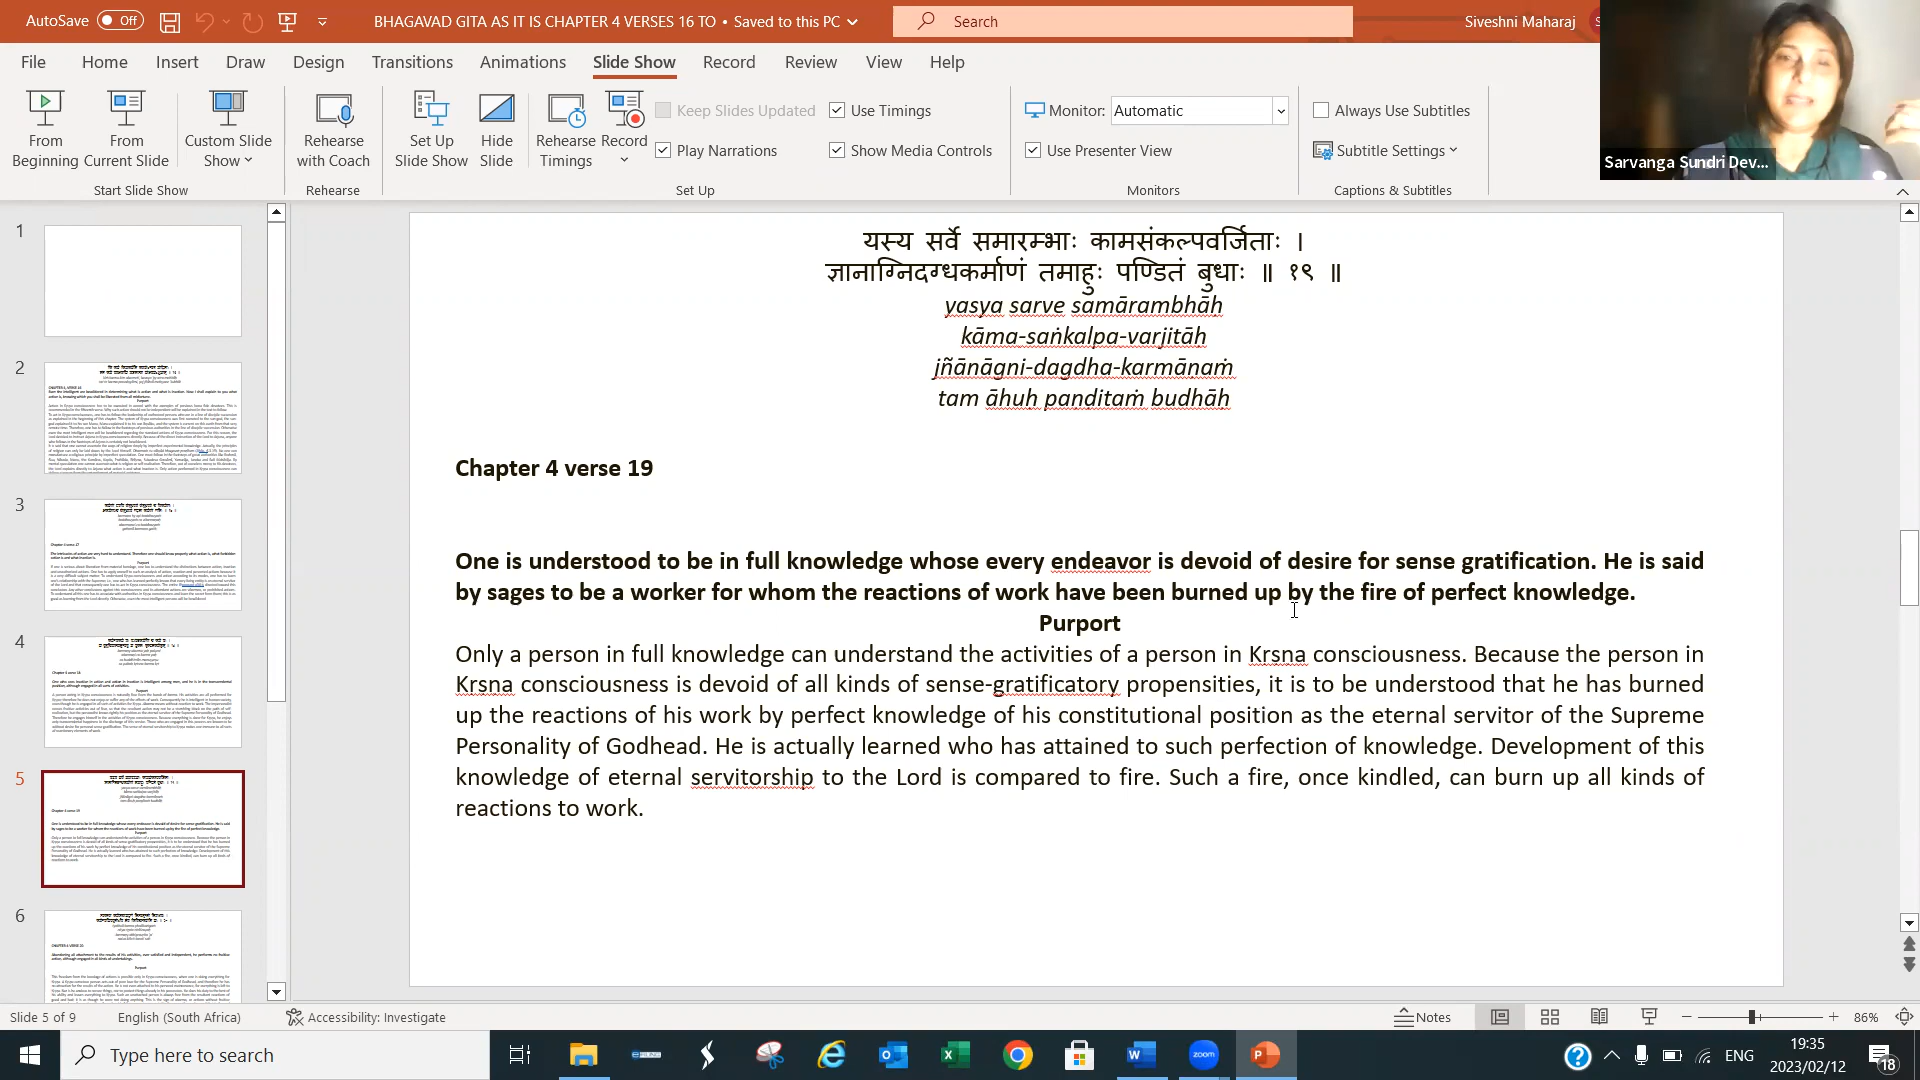 AutoSave Off
BHAGAVAD GITA AS IT IS CHAPTER 4 VERSES 16 TO • Saved to this PC
Search
Siveshni Maharaj
File Home Insert Draw Design Transitions Animations Slide Show Record Review View Help
From Beginning
From Current Slide
Custom Slide Show
Rehearse with Coach
Set Up Slide Show
Hide Slide
Rehearse Timings
Record
Keep Slides Updated
Use Timings
Play Narrations
Show Media Controls
Monitor: Automatic
Use Presenter View
Always Use Subtitles
Subtitle Settings
Start Slide Show
Rehearse
Set Up
Monitors
Captions & Subtitles
Sarvanga Sundri Dev...
1
2
3
4
5
6
यस्य सर्वे समारम्भाः कामसंकल्पवर्जिताः ।
ज्ञानाग्निदग्धकर्माणं तमाहुः पण्डितं बुधाः ॥ १९ ॥
yasya sarve samārambhāh
kāma-saṅkalpa-varjitāh
jñānāgni-dagdha-karmānaṁ
tam āhuh panditaṁ budhāh
Chapter 4 verse 19
One is understood to be in full knowledge whose every endeavor is devoid of desire for sense gratification. He is said
by sages to be a worker for whom the reactions of work have been burned up by the fire of perfect knowledge.
Purport
Only a person in full knowledge can understand the activities of a person in Krsna consciousness. Because the person in
Krsna consciousness is devoid of all kinds of sense-gratificatory propensities, it is to be understood that he has burned
up the reactions of his work by perfect knowledge of his constitutional position as the eternal servitor of the Supreme
Personality of Godhead. He is actually learned who has attained to such perfection of knowledge. Development of this
knowledge of eternal servitorship to the Lord is compared to fire. Such a fire, once kindled, can burn up all kinds of
reactions to work.
Slide 5 of 9
English (South Africa)
Accessibility: Investigate
Notes
86%
Type here to search
zoom
ENG
19:35
2023/02/12
18